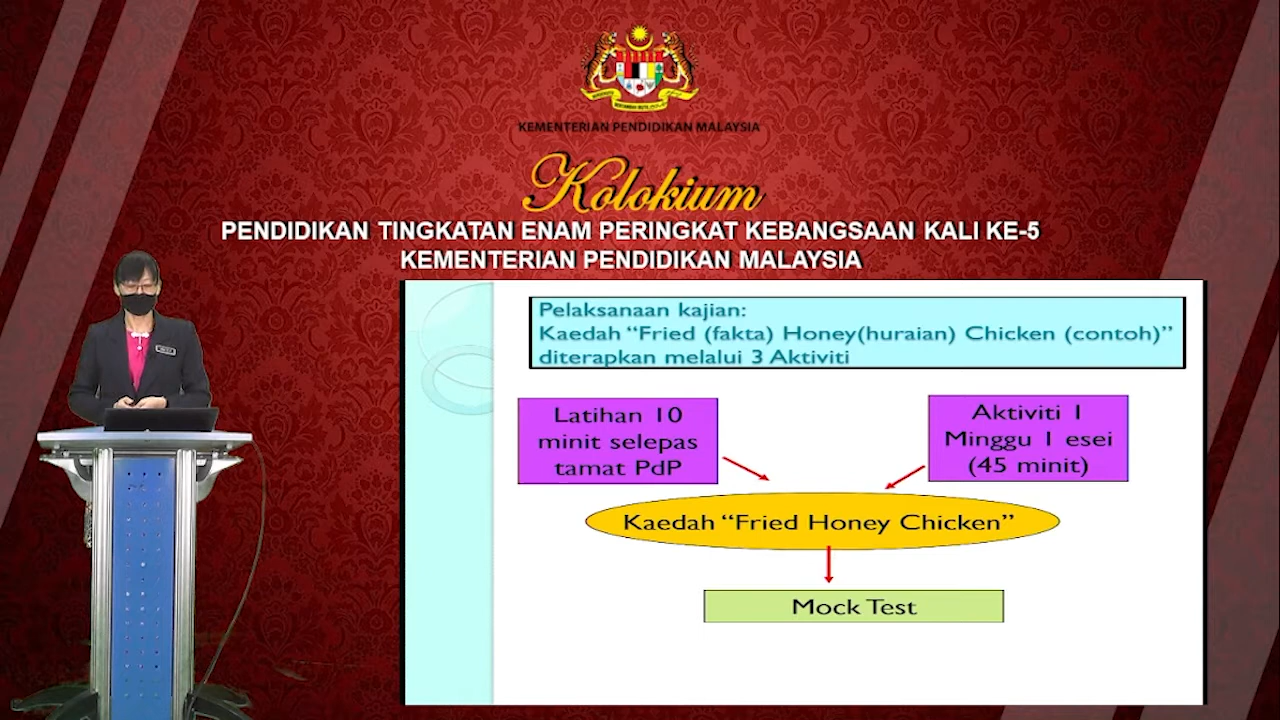 KEMENTERIAN PENDIDIKAN MALAYSIA
Kolokium
PENDIDIKAN TINGKATAN ENAM PERINGKAT KEBANGSAAN KALI KE-5
KEMENTERIAN PENDIDIKAN MALAYSIA
Pelaksanaan kajian:
Kaedah “Fried (fakta) Honey(huraian) Chicken (contoh)”
diterapkan melalui 3 Aktiviti
Latihan 10
minit selepas
tamat PdP
Aktiviti 1
Minggu 1 esei
(45 minit)
Kaedah “Fried Honey Chicken”
Mock Test